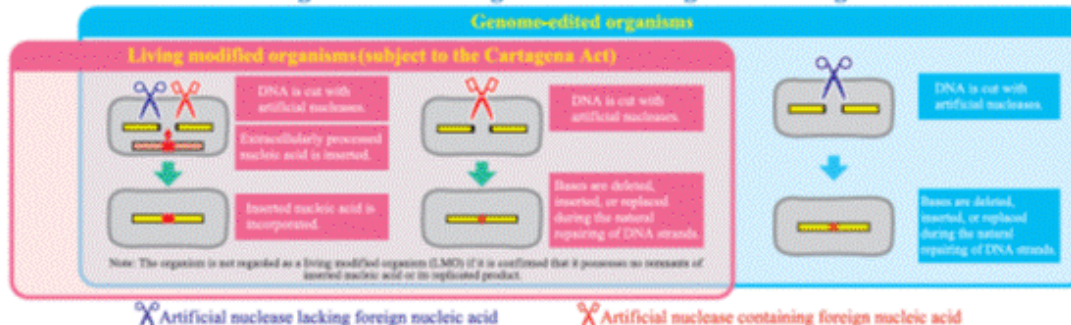 Genome-edited organisms
Living modified organisms (subject to the Cartagena Act)
DNA is cut with
artificial nucleases.
Extracellularly processed
nucleic acid is inserted.
Inserted nucleic acid is
incorporated.
DNA is cut with
artificial nucleases.
Bases are deleted,
inserted, or replaced
during the natural
repairing of DNA strands.
DNA is cut with
artificial nucleases.
Bases are deleted,
inserted, or replaced
during the natural
repairing of DNA strands.
Note: The organism is not regarded as a living modified organism (LMO) if it is confirmed that it possesses no remnants of
inserted nucleic acid or its replicated product.
Artificial nuclease lacking foreign nucleic acid
Artificial nuclease containing foreign nucleic acid